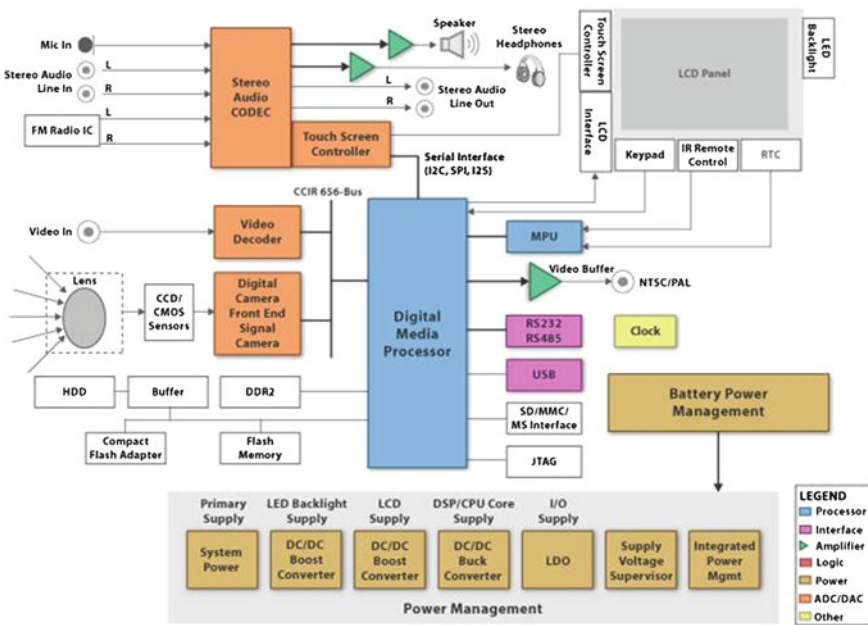 Mic In
Stereo Audio
Line In
L
R
FM Radio IC
L
R
Stereo
Audio
CODEC
Touch Screen
Controller
Speaker
Stereo
Headphones
L
R
Stereo Audio
Line Out
Serial Interface
(I2C, SPI, I2S)
Touch Screen
Controller
LCD
Interface
LCD Panel
LED
Backlight
Keypad
IR Remote
Control
RTC
CCIR 656-Bus
Video In
Video
Decoder
Lens
CCD/
CMOS
Sensors
Digital
Camera
Front End
Signal
Camera
Digital
Media
Processor
MPU
Video Buffer
NTSC/PAL
RS232
RS485
Clock
USB
HDD
Buffer
DDR2
Compact
Flash Adapter
Flash
Memory
SD/MMC/
MS Interface
JTAG
Battery Power
Management
Primary
Supply
LED Backlight
Supply
LCD
Supply
DSP/CPU Core
Supply
I/O
Supply
System
Power
DC/DC
Boost
Converter
DC/DC
Boost
Converter
DC/DC
Buck
Converter
LDO
Supply
Voltage
Supervisor
Integrated
Power
Mgmt
Power Management
LEGEND
Processor
Interface
Amplifier
Logic
Power
ADC/DAC
Other